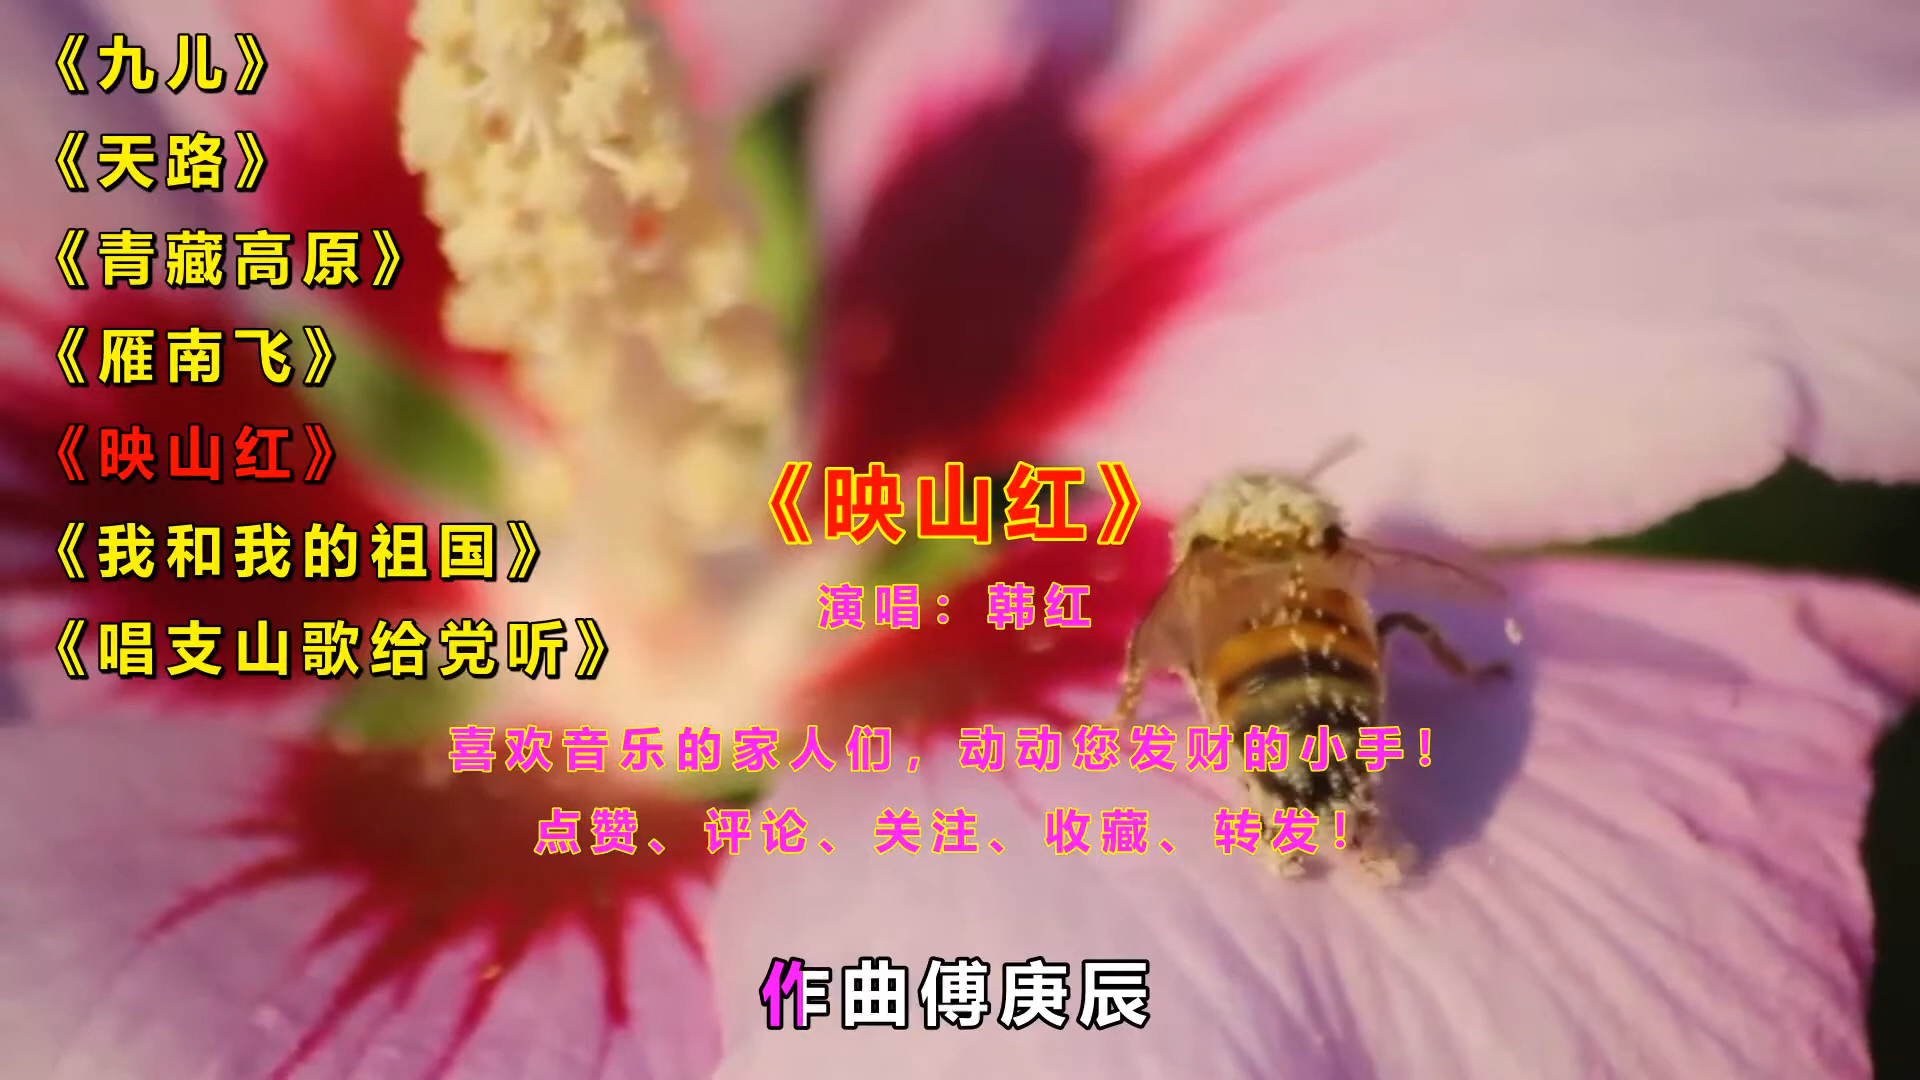 《九儿》
《天路》
《青藏高原》
《雁南飞》
《映山红》
《我和我的祖国》
《唱支山歌给党听》
《映山红》
演唱：韩红
喜欢音乐的家人们，动动您发财的小手！
点赞、评论、关注、收藏、转发！
作曲傅庚辰